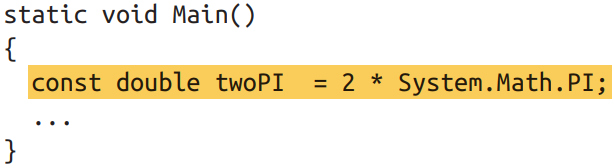 static void Main()
{
  const double twoPI  = 2 * System.Math.PI;
  ...
}